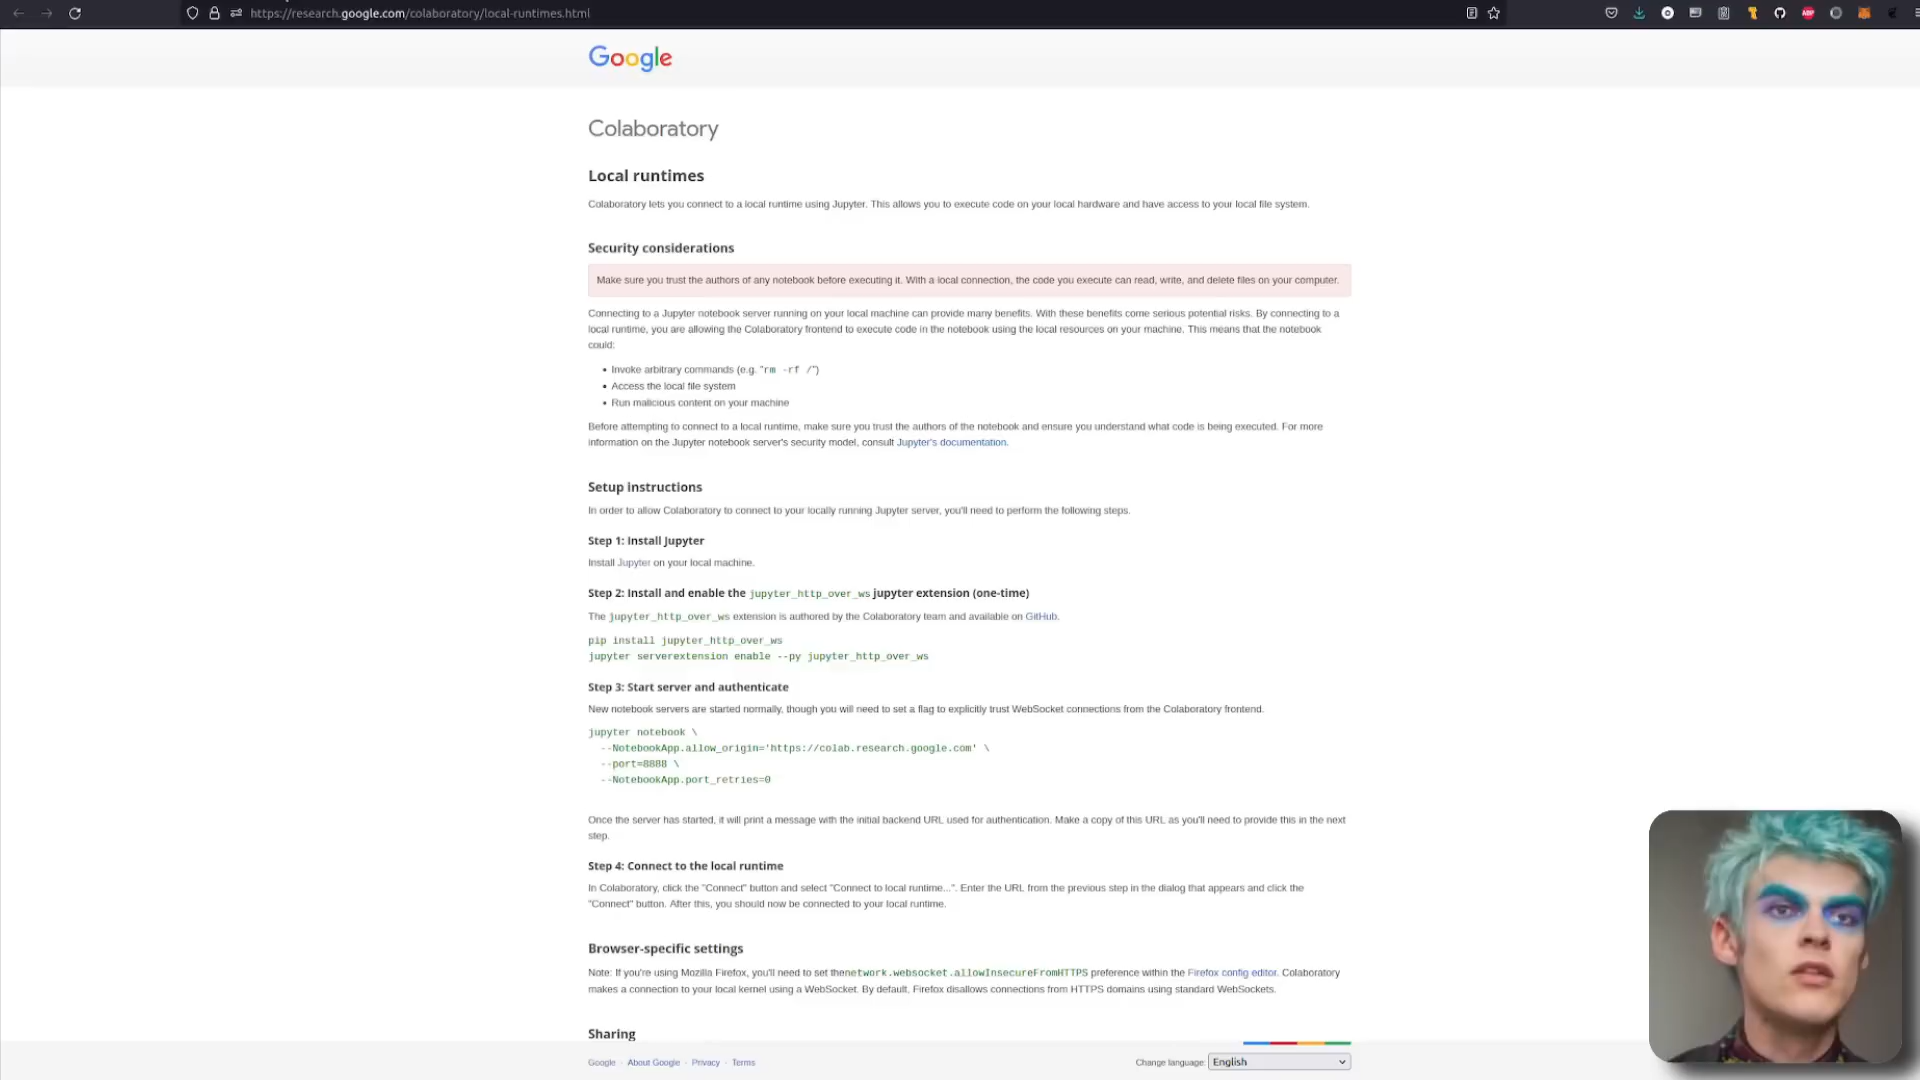 https://research.google.com/colaboratory/local-runtimes.html
Google
Colaboratory
Local runtimes
Colaboratory lets you connect to a local runtime using Jupyter. This allows you to execute code on your local hardware and have access to your local file system.
Security considerations
Make sure you trust the authors of any notebook before executing it. With a local connection, the code you execute can read, write, and delete files on your computer.
Connecting to a Jupyter notebook server running on your local machine can provide many benefits. With these benefits come serious potential risks. By connecting to a
local runtime, you are allowing the Colaboratory frontend to execute code in the notebook using the local resources on your machine. This means that the notebook
could:
• Invoke arbitrary commands (e.g. "rm -rf /")
• Access the local file system
• Run malicious content on your machine
Before attempting to connect to a local runtime, make sure you trust the authors of the notebook and ensure you understand what code is being executed. For more
information on the Jupyter notebook server's security model, consult Jupyter's documentation.
Setup instructions
In order to allow Colaboratory to connect to your locally running Jupyter server, you'll need to perform the following steps.
Step 1: Install Jupyter
Install Jupyter on your local machine.
Step 2: Install and enable the jupyter_http_over_ws jupyter extension (one-time)
The jupyter_http_over_ws extension is authored by the Colaboratory team and available on GitHub.
pip install jupyter_http_over_ws
jupyter serverextension enable --py jupyter_http_over_ws
Step 3: Start server and authenticate
New notebook servers are started normally, though you will need to set a flag to explicitly trust WebSocket connections from the Colaboratory frontend.
jupyter notebook \
--NotebookApp.allow_origin='https://colab.research.google.com' \
--port=8888 \
--NotebookApp.port_retries=0
Once the server has started, it will print a message with the initial backend URL used for authentication. Make a copy of this URL as you'll need to provide this in the next
step.
Step 4: Connect to the local runtime
In Colaboratory, click the "Connect" button and select "Connect to local runtime...". Enter the URL from the previous step in the dialog that appears and click the
"Connect" button. After this, you should now be connected to your local runtime.
Browser-specific settings
Note: If you're using Mozilla Firefox, you'll need to set thenetwork.websocket.allowInsecureFromHTTPS preference within the Firefox config editor. Colaboratory
makes a connection to your local kernel using a WebSocket. By default, Firefox disallows connections from HTTPS domains using standard WebSockets.
Sharing
Google · About Google · Privacy · Terms
Change language: English
ABP